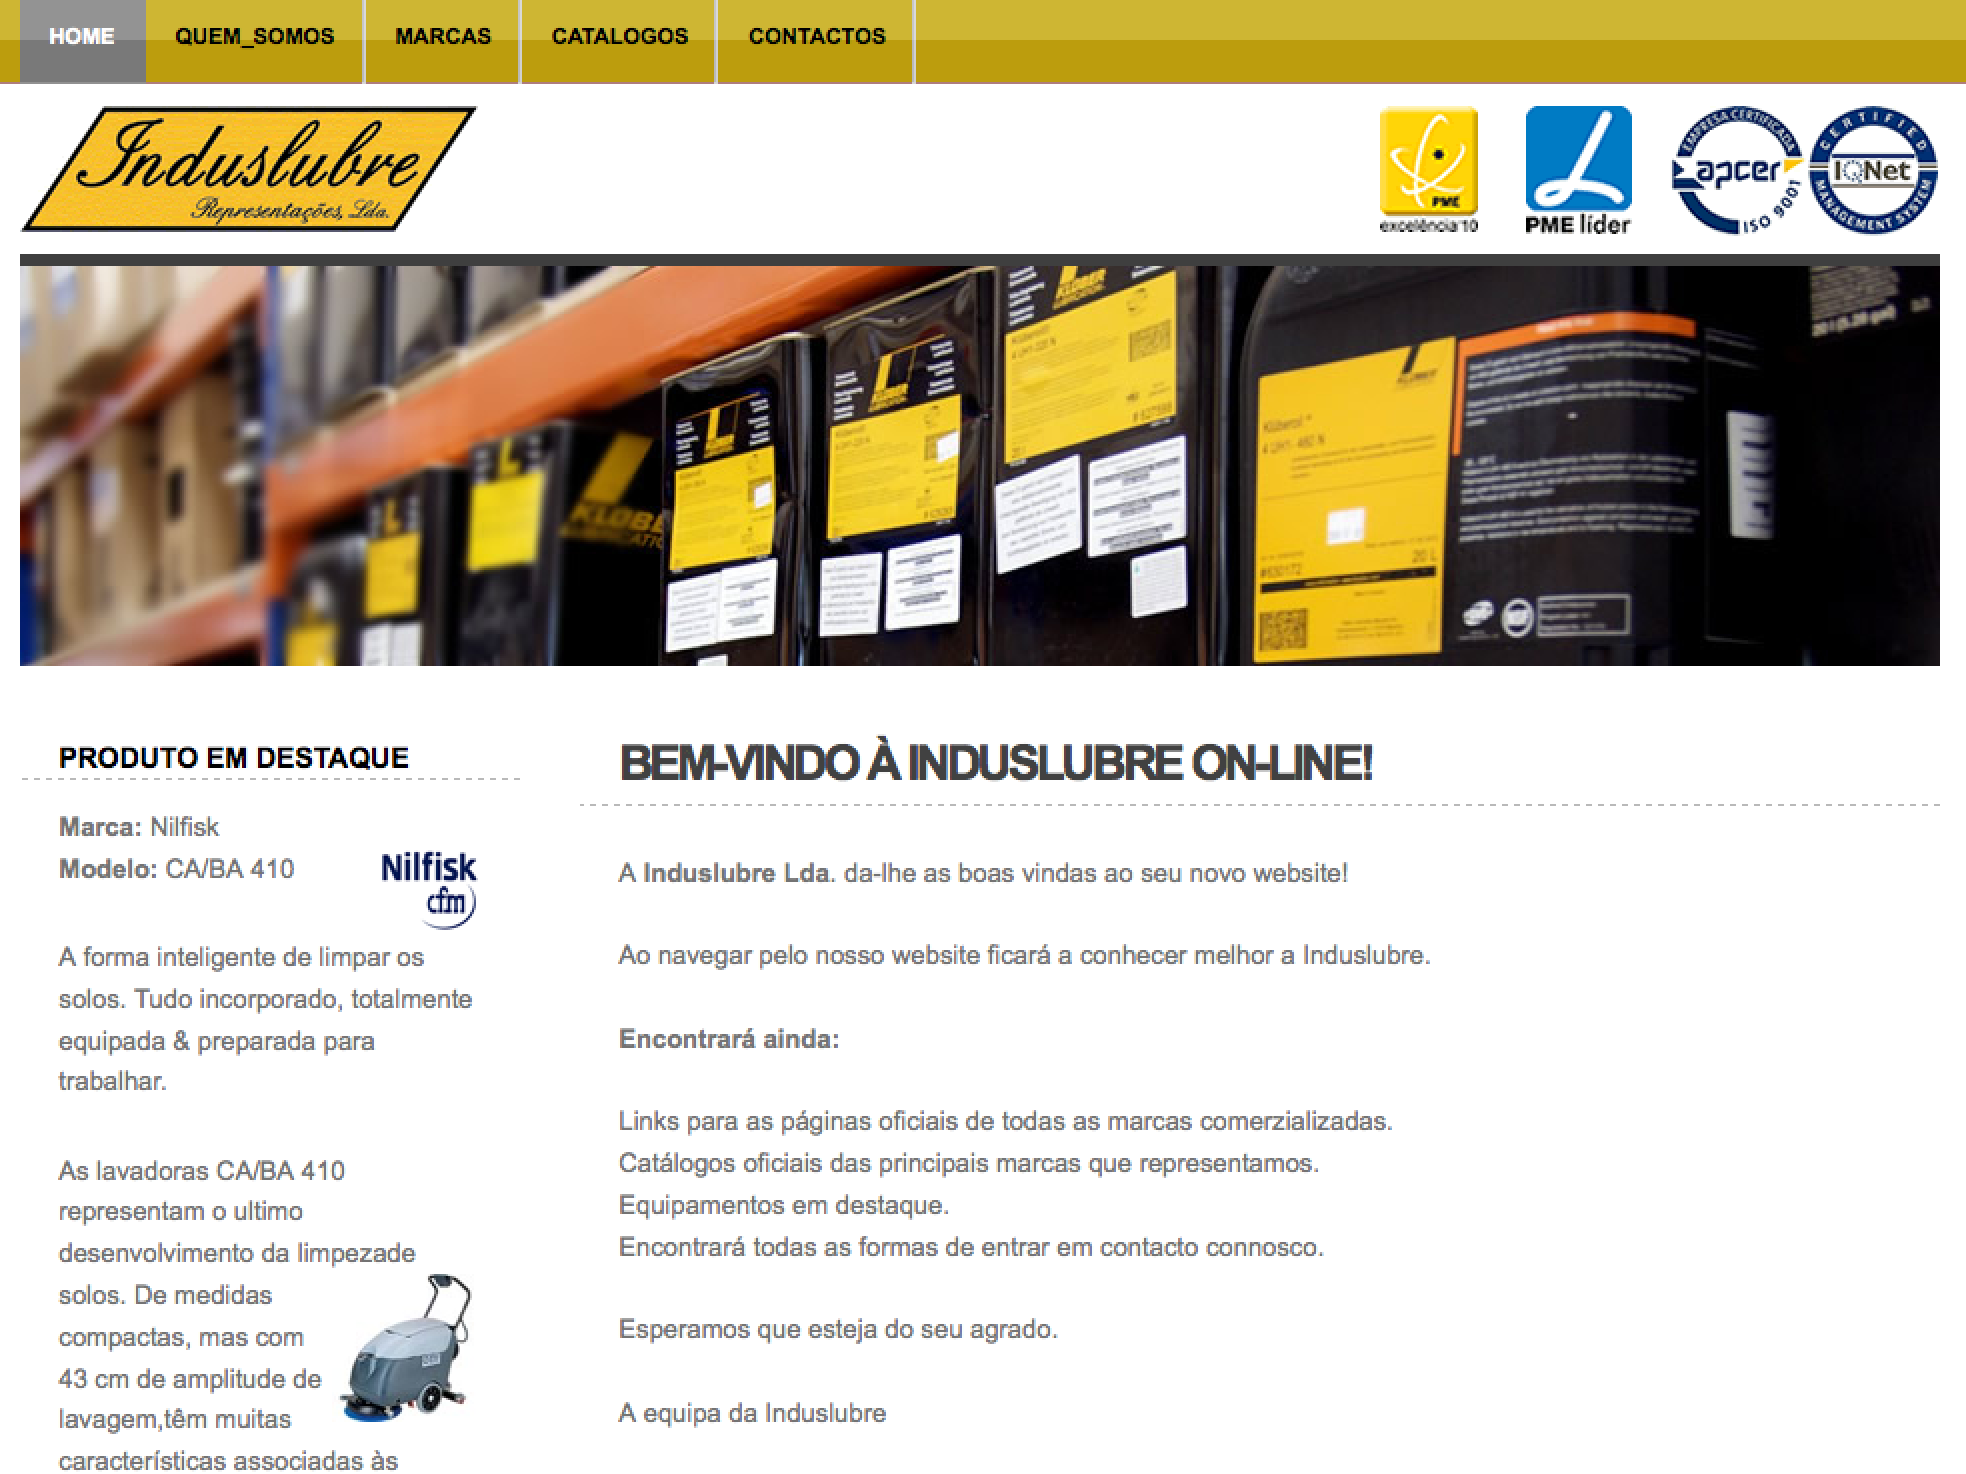 HOME QUEM_SOMOS MARCAS CATALOGOS CONTACTOS
Induslubre
Representações, Lda.
PME
excelência'10
PME líder
EMPRESA CERTIFICADA
apcer
ISO 9001
CERTIFIED
IQNet
MANAGEMENT SYSTEM
KLÜBER
LUBRICATION
KLÜBER
4 UH1- 460 N
20 L
PRODUTO EM DESTAQUE
Marca: Nilfisk
Modelo: CA/BA 410
Nilfisk
cfm
A forma inteligente de limpar os
solos. Tudo incorporado, totalmente
equipada & preparada para
trabalhar.
As lavadoras CA/BA 410
representam o ultimo
desenvolvimento da limpezade
solos. De medidas
compactas, mas com
43 cm de amplitude de
lavagem,têm muitas
características associadas às
BEM-VINDO À INDUSLUBRE ON-LINE!
A Induslubre Lda. da-lhe as boas vindas ao seu novo website!
Ao navegar pelo nosso website ficará a conhecer melhor a Induslubre.
Encontrará ainda:
Links para as páginas oficiais de todas as marcas comerzializadas.
Catálogos oficiais das principais marcas que representamos.
Equipamentos em destaque.
Encontrará todas as formas de entrar em contacto connosco.
Esperamos que esteja do seu agrado.
A equipa da Induslubre